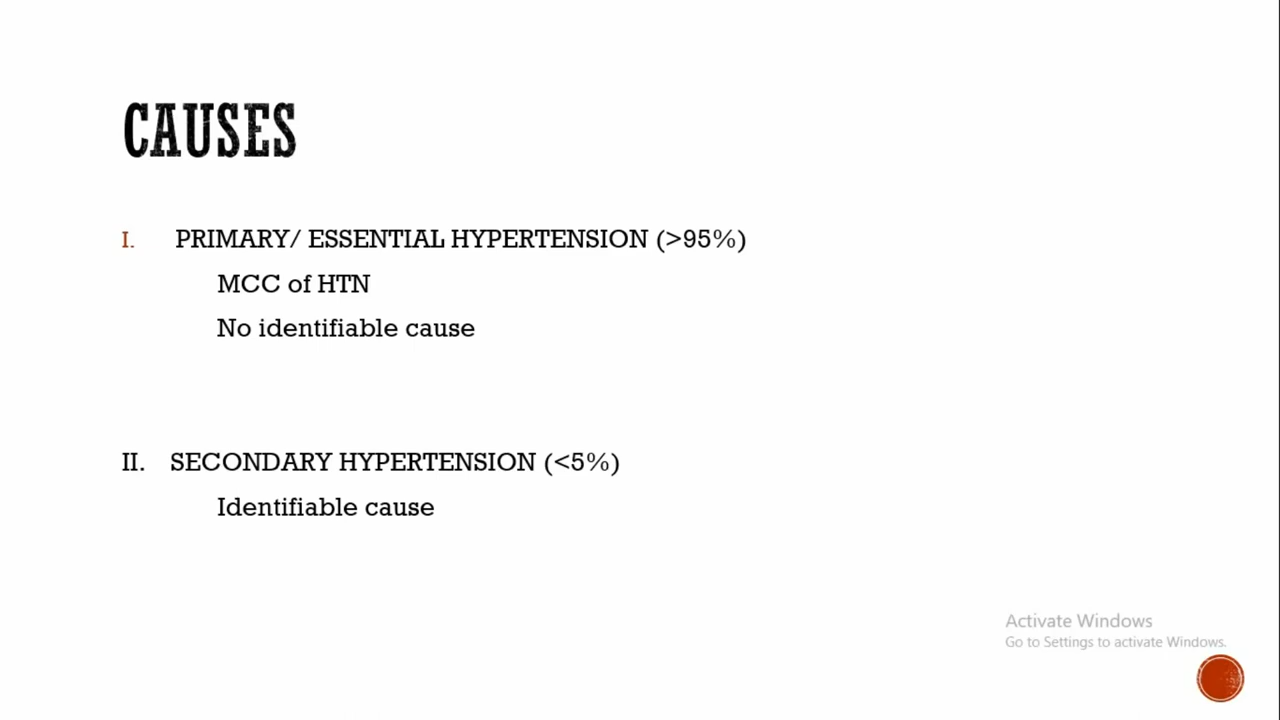 CAUSES
I. PRIMARY/ ESSENTIAL HYPERTENSION (>95%)
MCC of HTN
No identifiable cause
II. SECONDARY HYPERTENSION (<5%)
Identifiable cause
Activate Windows
Go to Settings to activate Windows.